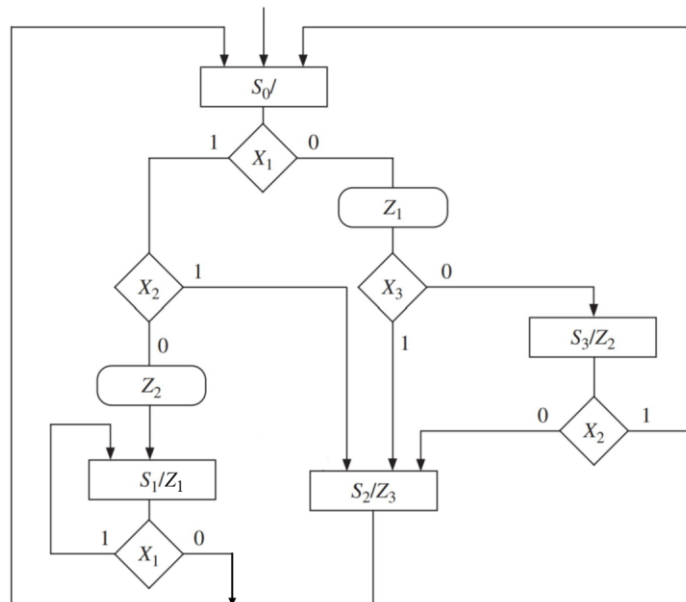 S₀/
1 X₁ 0
Z₁
X₂ 1
X₃ 0
0
1
S₃/Z₂
Z₂
0 X₂ 1
S₁/Z₁
S₂/Z₃
1 X₁ 0